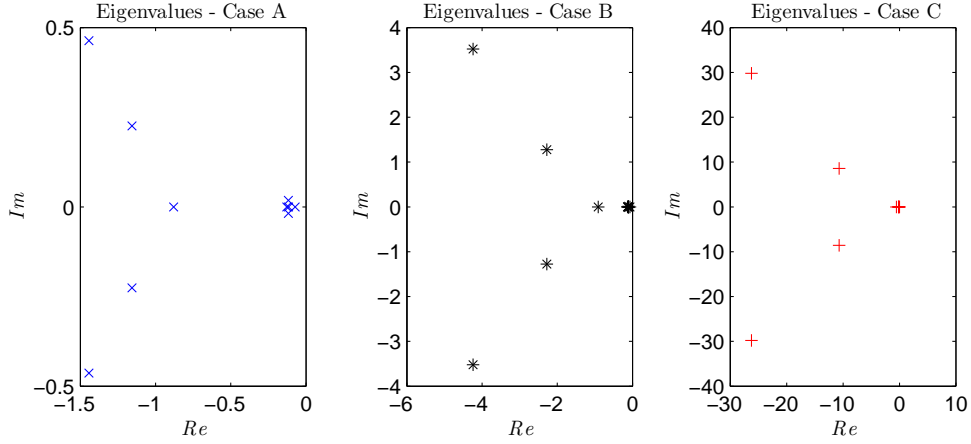 Eigenvalues - Case A
0.5
0
−0.5
−1.5 −1 −0.5 0
Re
Im
Eigenvalues - Case B
4
3
2
1
0
−1
−2
−3
−4
−6 −4 −2 0
Re
Im
Eigenvalues - Case C
40
30
20
10
0
−10
−20
−30
−40
−30 −20 −10 0 10
Re
Im